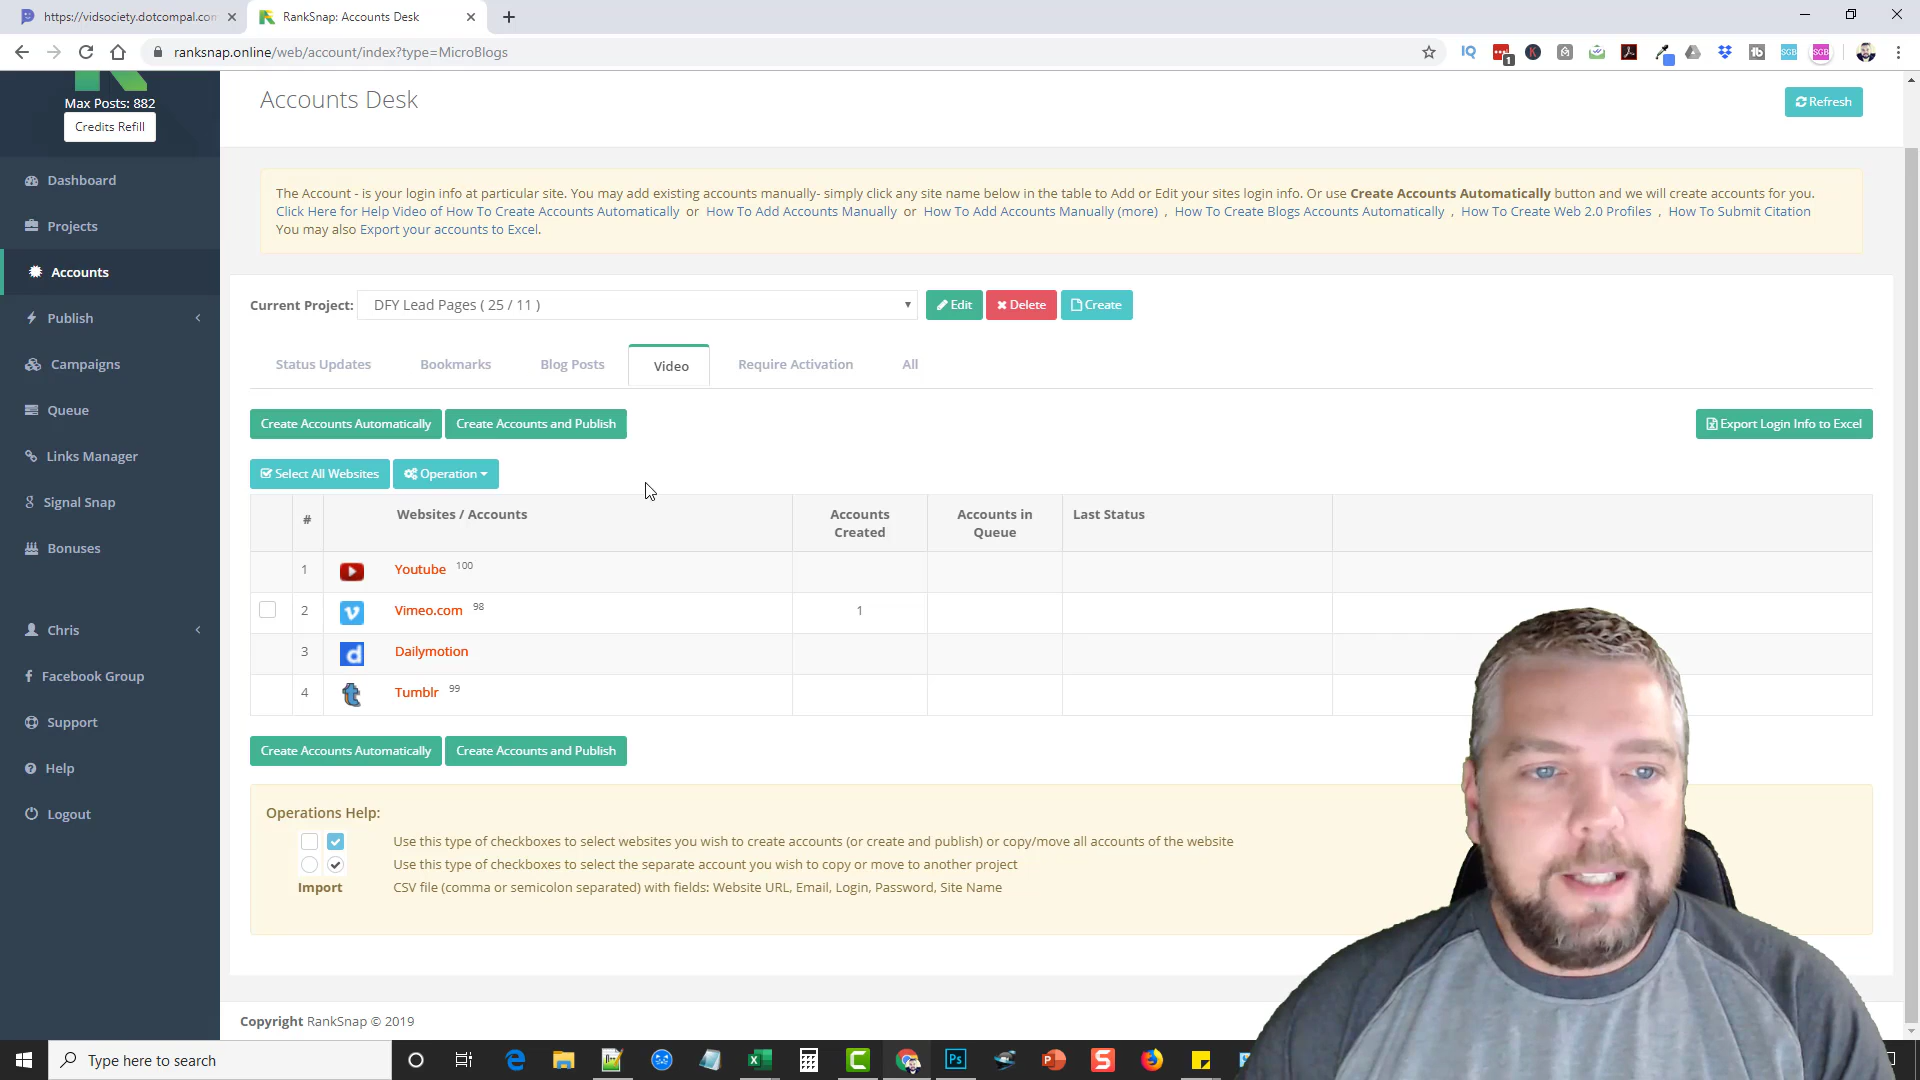 https://vidsociety.dotcompal.com
RankSnap: Accounts Desk
ranksnap.online/web/account/index?type=MicroBlogs
Max Posts: 882
Credits Refill
Dashboard
Projects
Accounts
Publish
Campaigns
Queue
Links Manager
Signal Snap
Bonuses
Chris
Facebook Group
Support
Help
Logout
Accounts Desk
Refresh
The Account - is your login info at particular site. You may add existing accounts manually- simply click any site name below in the table to Add or Edit your sites login info. Or use Create Accounts Automatically button and we will create accounts for you.
Click Here for Help Video of How To Create Accounts Automatically or How To Add Accounts Manually or How To Add Accounts Manually (more) , How To Create Blogs Accounts Automatically , How To Create Web 2.0 Profiles , How To Submit Citation
You may also Export your accounts to Excel.
Current Project: DFY Lead Pages ( 25 / 11 ) Edit Delete Create
Status Updates Bookmarks Blog Posts Video Require Activation All
Create Accounts Automatically Create Accounts and Publish Export Login Info to Excel
Select All Websites Operation
# Websites / Accounts Accounts Created Accounts in Queue Last Status
1 Youtube 100
2 Vimeo.com 98 1
3 Dailymotion
4 Tumblr 99
Create Accounts Automatically Create Accounts and Publish
Operations Help:
Use this type of checkboxes to select websites you wish to create accounts (or create and publish) or copy/move all accounts of the website
Use this type of checkboxes to select the separate account you wish to copy or move to another project
Import CSV file (comma or semicolon separated) with fields: Website URL, Email, Login, Password, Site Name
Copyright RankSnap © 2019
Type here to search